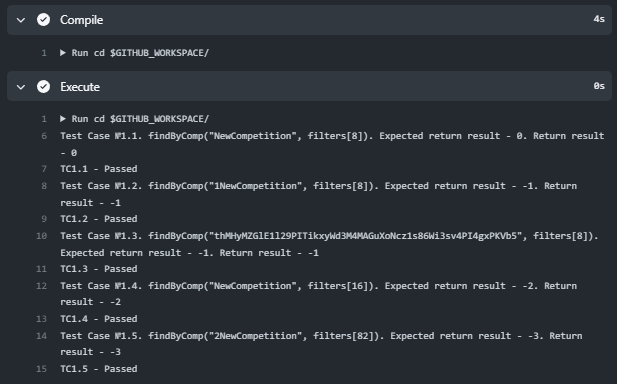 Compile 4s
1 Run cd $GITHUB_WORKSPACE/
Execute 0s
1 Run cd $GITHUB_WORKSPACE/
6 Test Case №1.1. findByComp("NewCompetition", filters[8]). Expected return result - 0. Return result
- 0
7 TC1.1 - Passed
8 Test Case №1.2. findByComp("1NewCompetition", filters[8]). Expected return result - -1. Return
result - -1
9 TC1.2 - Passed
10 Test Case №1.3. findByComp("thMHyMZGlE1l29PITikxyWd3M4MAGuXoNcz1s86Wi3sv4PI4gxPKVb5", filters[8]).
Expected return result - -1. Return result - -1
11 TC1.3 - Passed
12 Test Case №1.4. findByComp("NewCompetition", filters[16]). Expected return result - -2. Return
result - -2
13 TC1.4 - Passed
14 Test Case №1.5. findByComp("2NewCompetition", filters[82]). Expected return result - -3. Return
result - -3
15 TC1.5 - Passed